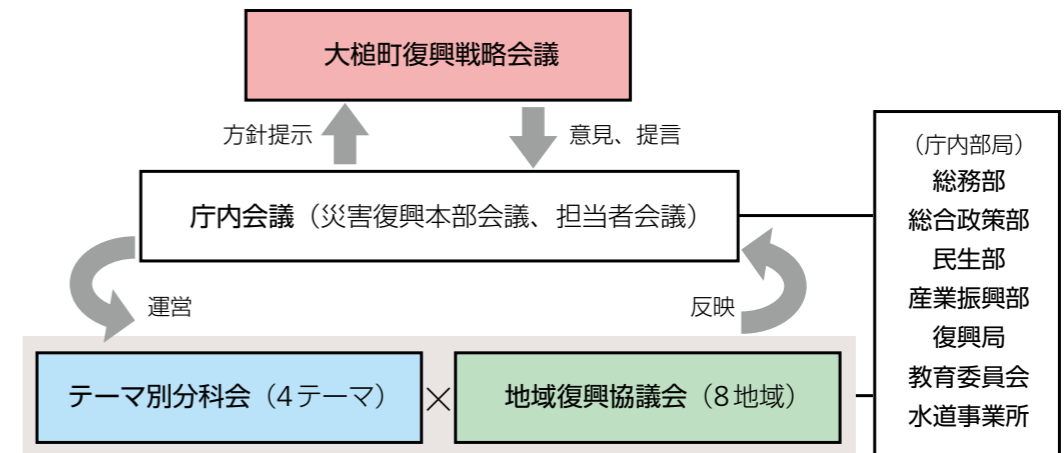 大槌町復興戦略会議
方針提示
意見、提言
庁内会議（災害復興本部会議、担当者会議）
運営
反映
テーマ別分科会（4テーマ）
×
地域復興協議会（8地域）
（庁内部局）
総務部
総合政策部
民生部
産業振興部
復興局
教育委員会
水道事業所